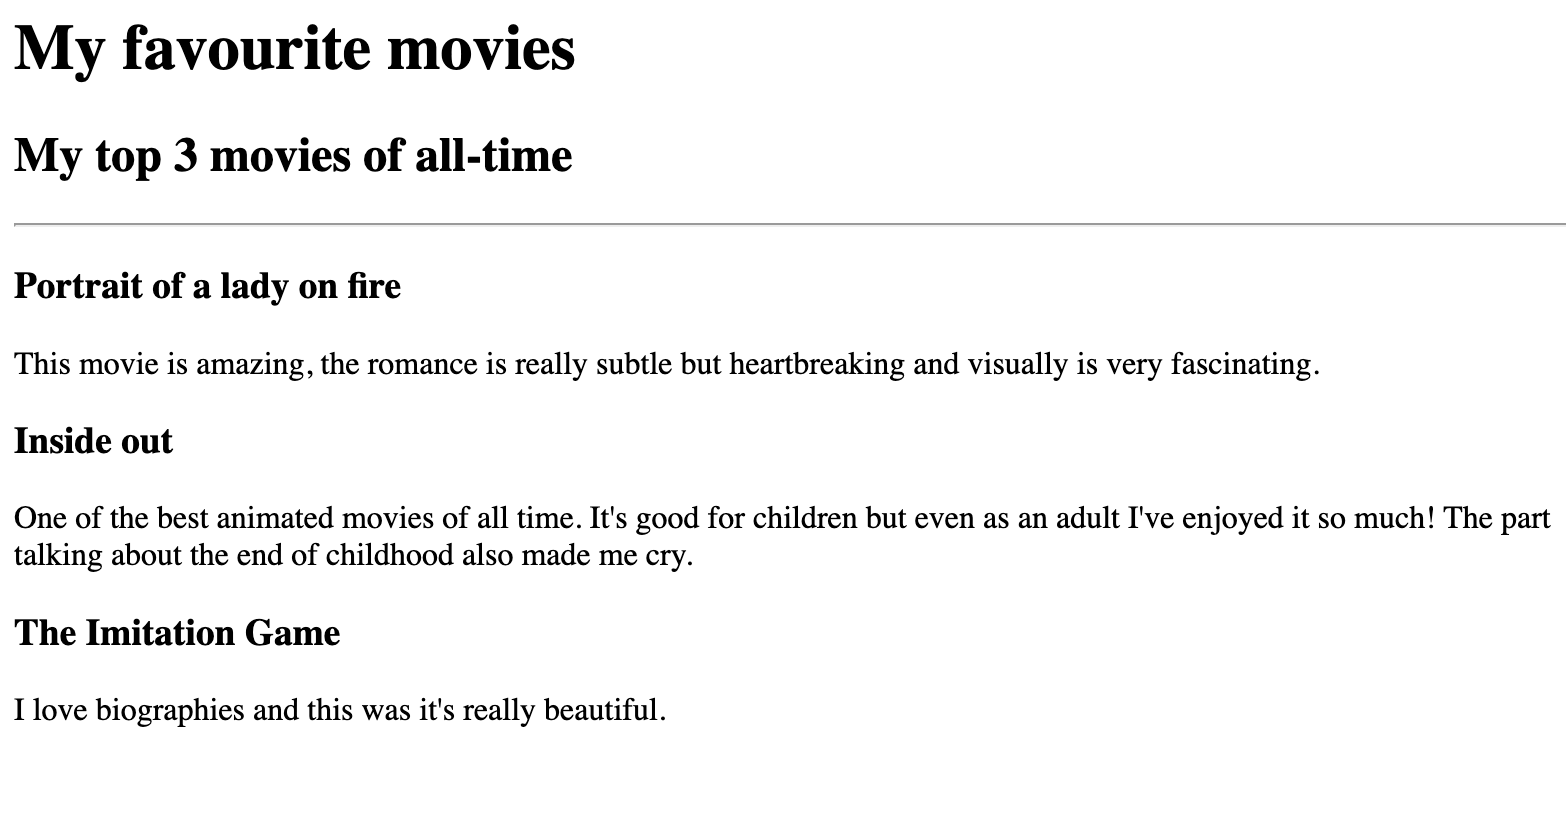 My favourite movies
My top 3 movies of all-time
Portrait of a lady on fire
This movie is amazing, the romance is really subtle but heartbreaking and visually is very fascinating.
Inside out
One of the best animated movies of all time. It's good for children but even as an adult I've enjoyed it so much! The part
talking about the end of childhood also made me cry.
The Imitation Game
I love biographies and this was it's really beautiful.